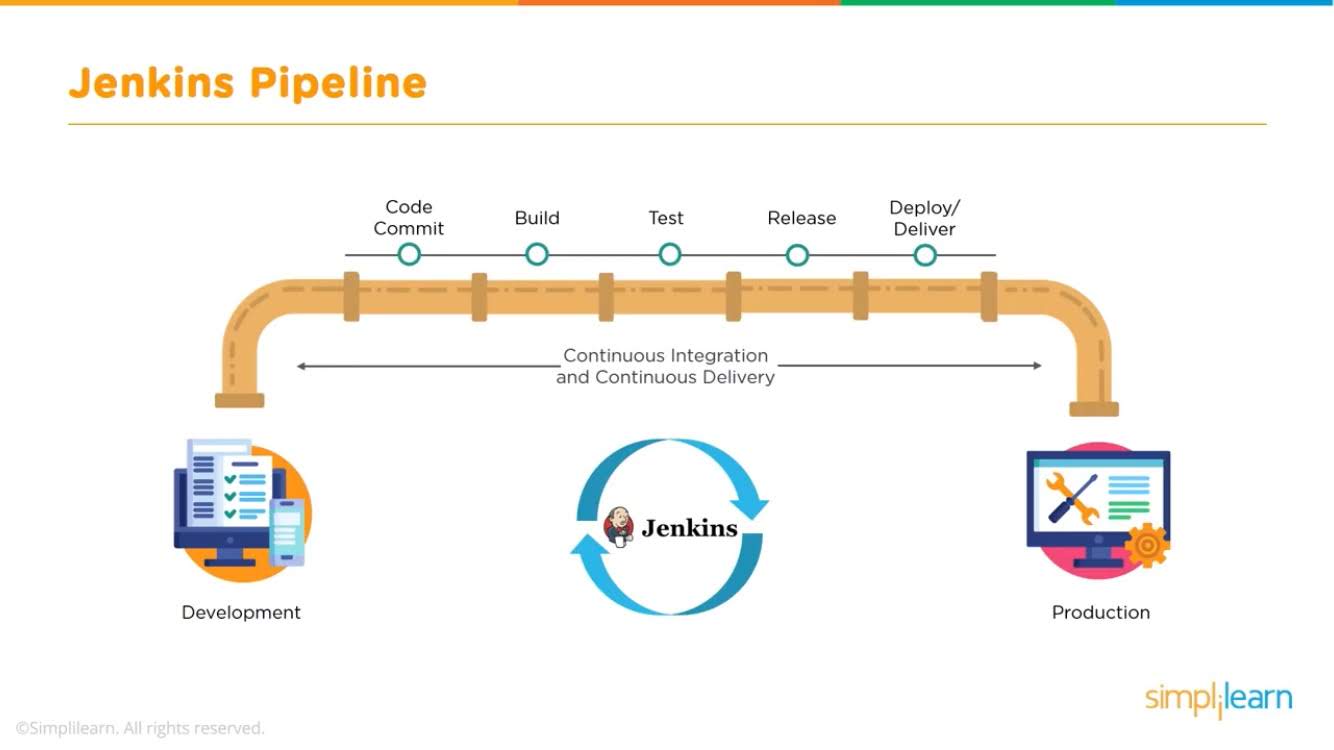 Jenkins Pipeline
Code
Commit
Build
Test
Release
Deploy/
Deliver
Continuous Integration
and Continuous Delivery
Jenkins
Development
Production
simplilearn
©Simplilearn. All rights reserved.